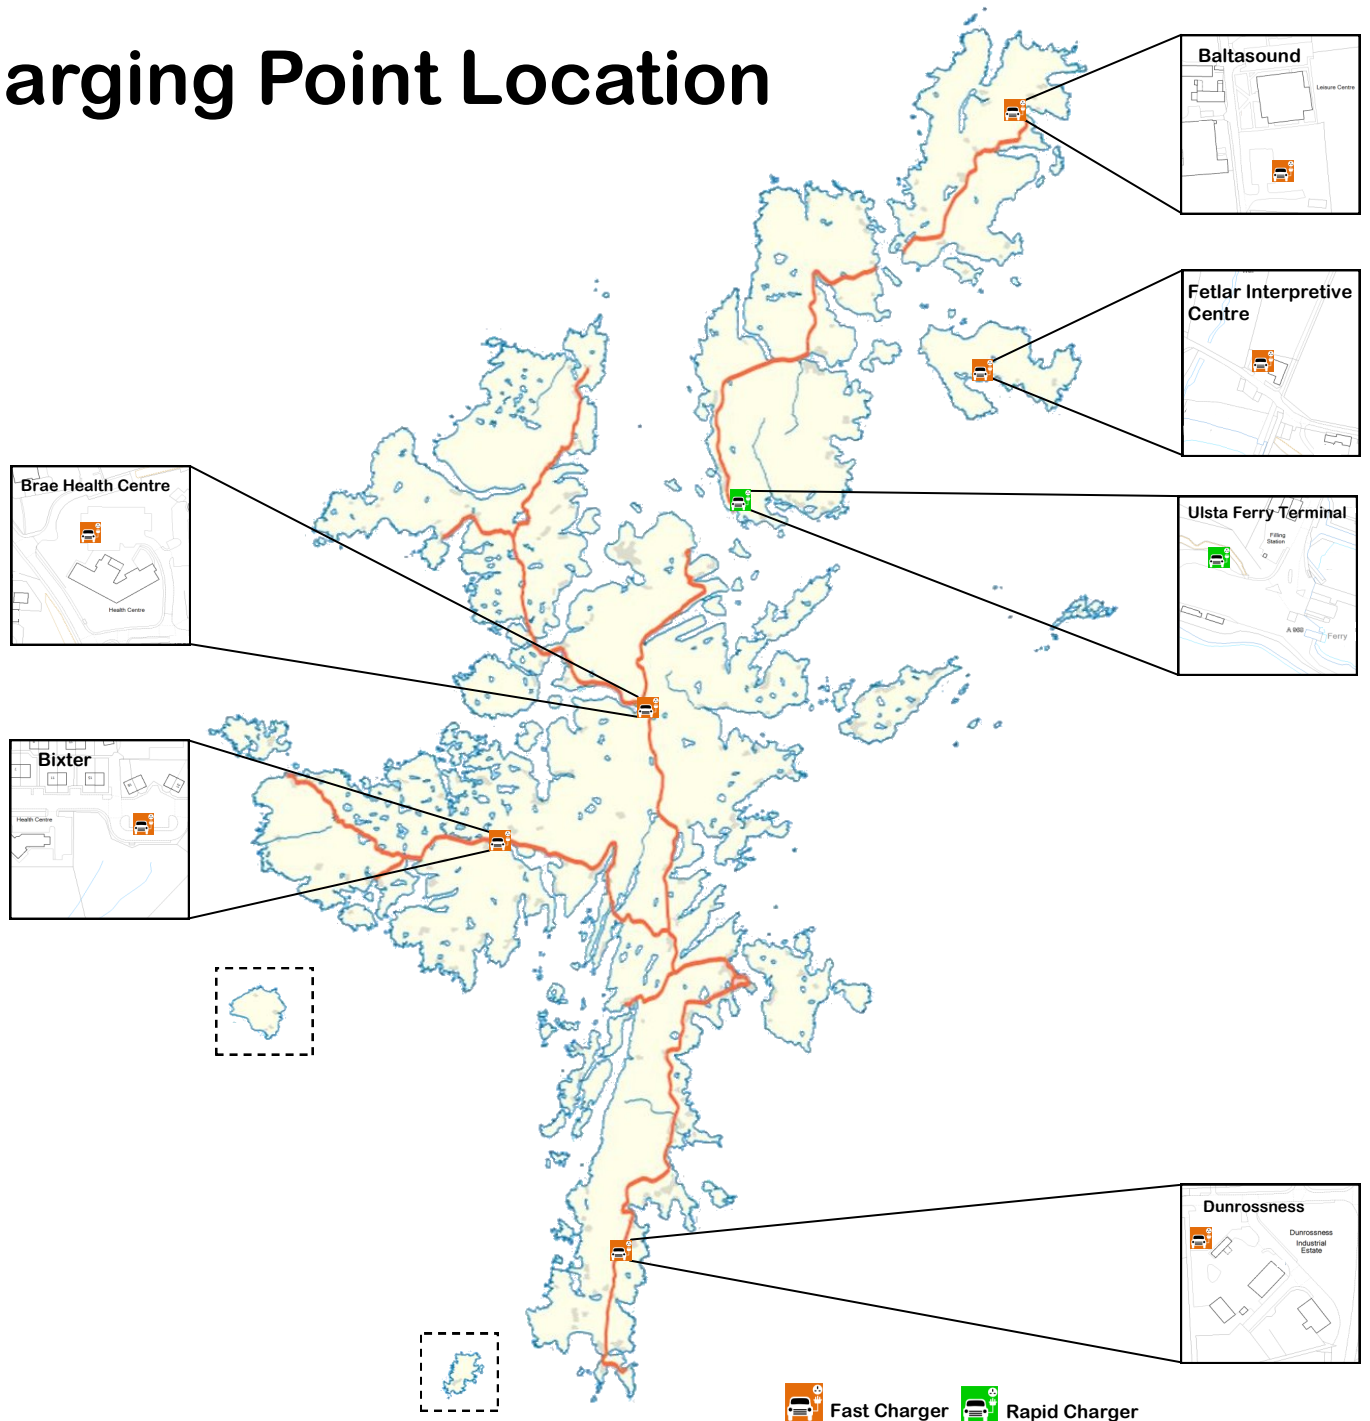 arging Point Location
Baltasound
Leisure Centre
Fetlar Interpretive
Centre
Brae Health Centre
Health Centre
Ulsta Ferry Terminal
Filling
Station
A 968
Ferry
Bixter
Health Centre
Dunrossness
Dunrossness
Industrial
Estate
Fast Charger
Rapid Charger